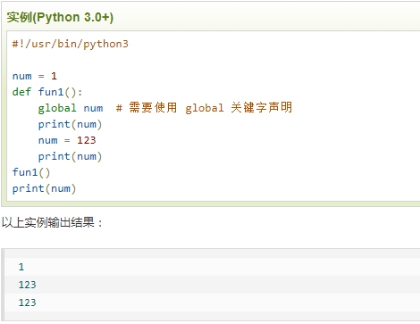 实例(Python 3.0+)
#!/usr/bin/python3
num = 1
def fun1():
    global num  # 需要使用 global 关键字声明
    print(num)
    num = 123
    print(num)
fun1()
print(num)
以上实例输出结果：
1
123
123